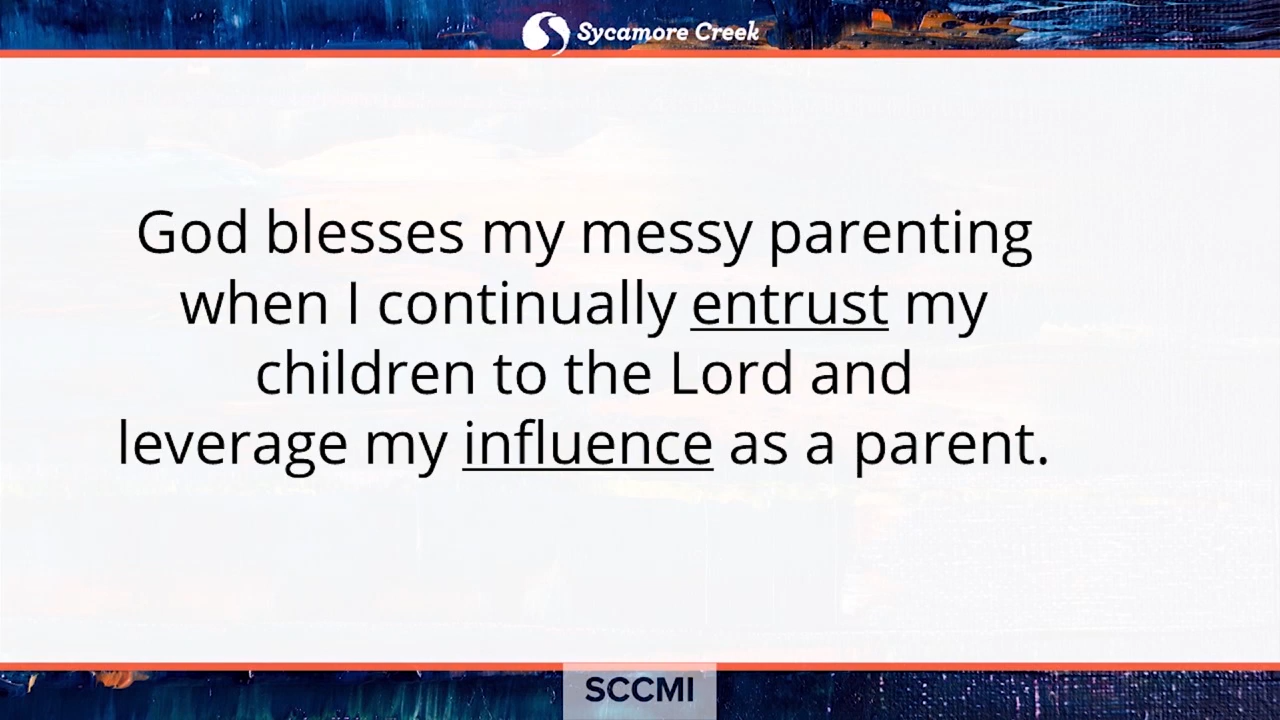 Sycamore Creek
God blesses my messy parenting
when I continually entrust my
children to the Lord and
leverage my influence as a parent.
SCCMI